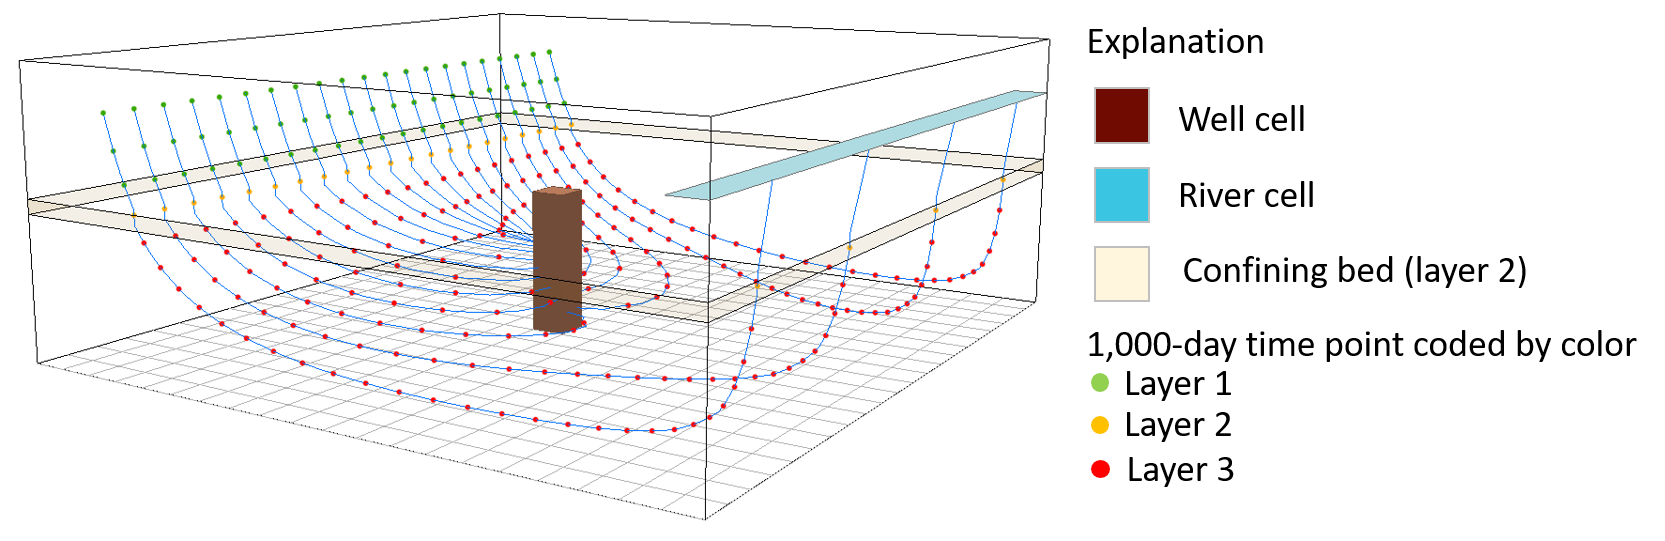 Explanation
Well cell
River cell
Confining bed (layer 2)
1,000-day time point coded by color
Layer 1
Layer 2
Layer 3